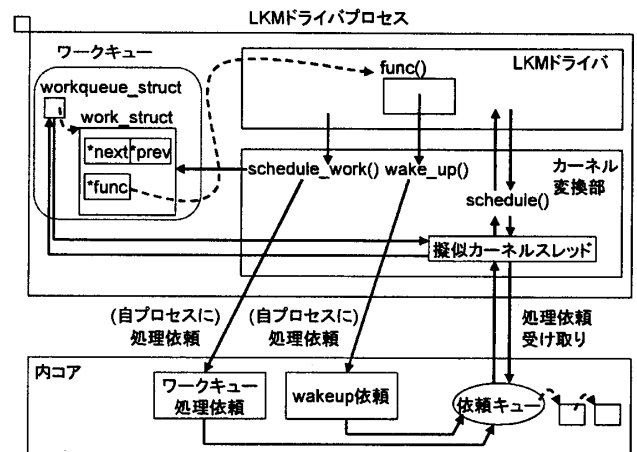 LKMドライバプロセス
ワークキュー
workqueue_struct
work_struct
*next *prev
*func
func()
LKMドライバ
schedule_work() wake_up()
カーネル
変換部
schedule()
擬似カーネルスレッド
(自プロセスに)
処理依頼
(自プロセスに)
処理依頼
処理依頼
受け取り
内コア
ワークキュー
処理依頼
wakeup依頼
依頼キュー